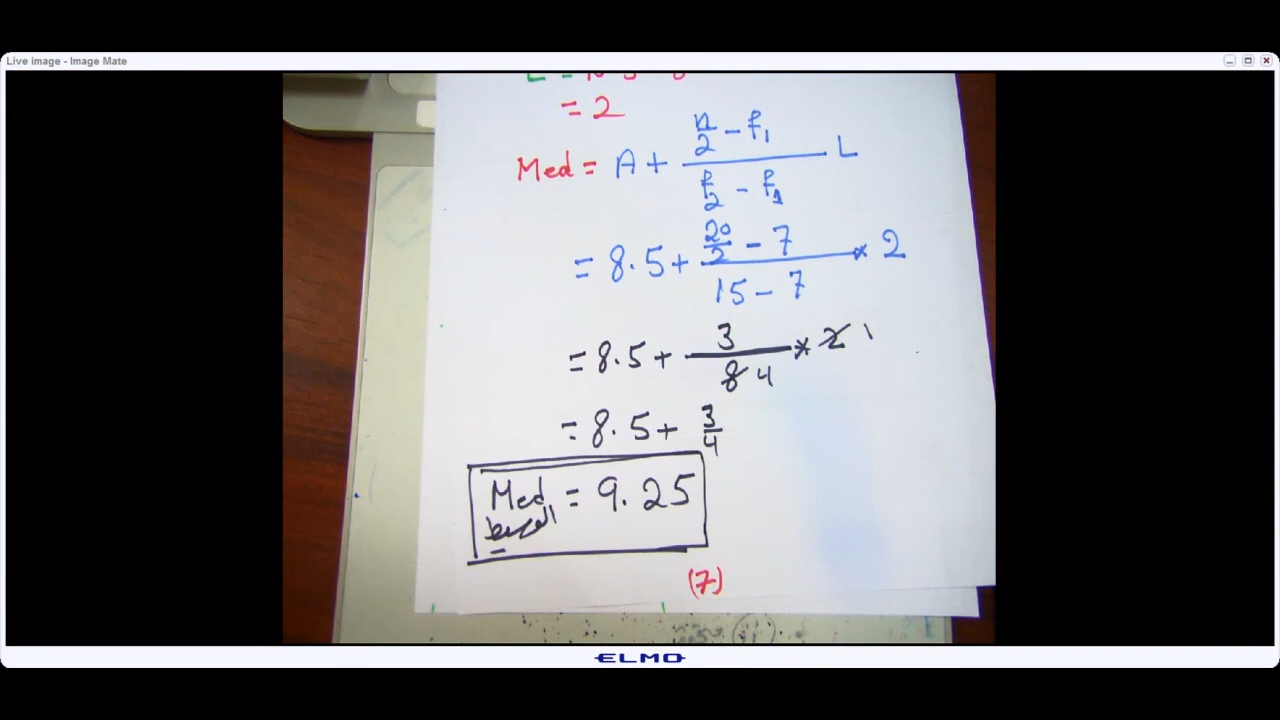 Live image - Image Mate
= 2
Med = A + (n/2 - f₁)/(f₂ - f₁) L
= 8.5 + (20/2 - 7)/(15 - 7) * 2
= 8.5 + 3/8 4 * 2 1
= 8.5 + 3/4
Med = 9.25
(7)
ELMO